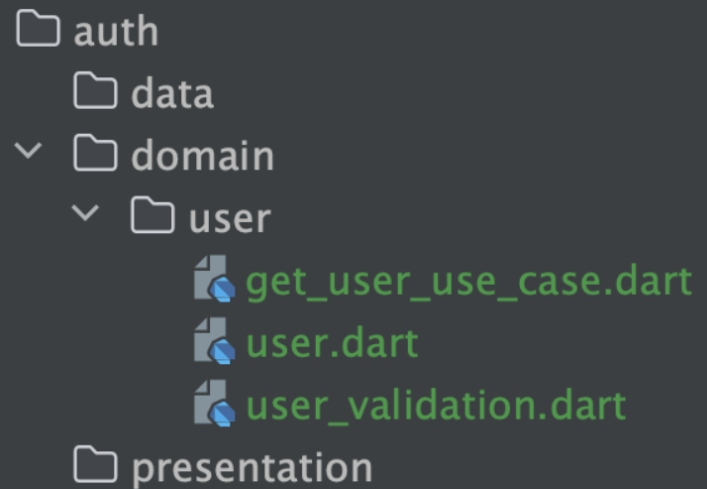 auth
data
domain
user
get_user_use_case.dart
user.dart
user_validation.dart
presentation